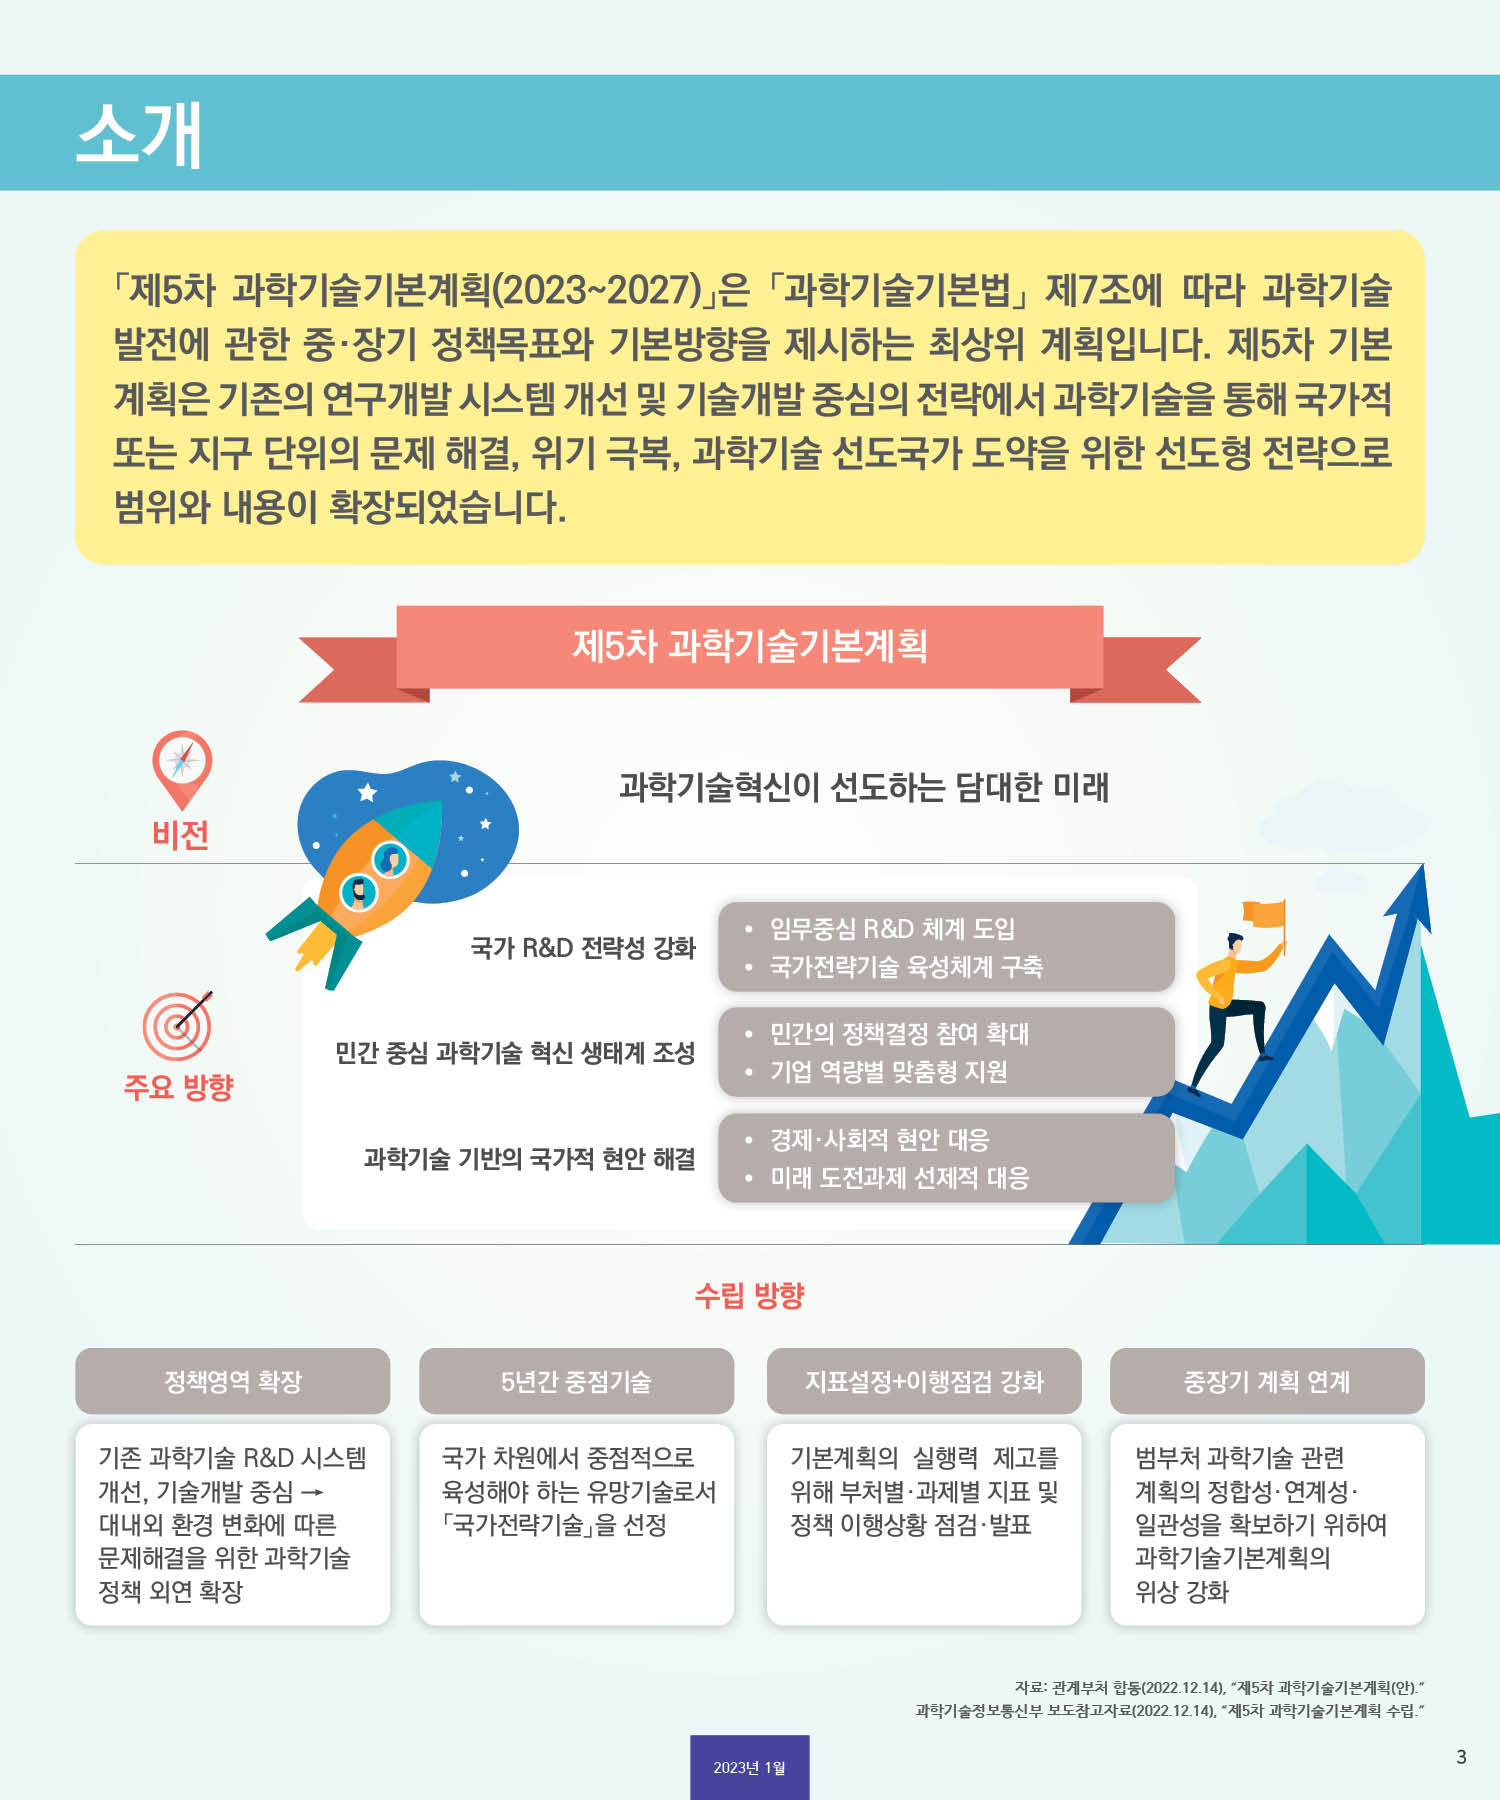 소개
「제5차 과학기술기본계획(2023~2027)」은 「과학기술기본법」 제7조에 따라 과학기술
발전에 관한 중·장기 정책목표와 기본방향을 제시하는 최상위 계획입니다. 제5차 기본
계획은 기존의 연구개발 시스템 개선 및 기술개발 중심의 전략에서 과학기술을 통해 국가적
또는 지구 단위의 문제 해결, 위기 극복, 과학기술 선도국가 도약을 위한 선도형 전략으로
범위와 내용이 확장되었습니다.
제5차 과학기술기본계획
비전
과학기술혁신이 선도하는 담대한 미래
주요 방향
국가 R&D 전략성 강화
• 임무중심 R&D 체계 도입
• 국가전략기술 육성체계 구축
민간 중심 과학기술 혁신 생태계 조성
• 민간의 정책결정 참여 확대
• 기업 역량별 맞춤형 지원
과학기술 기반의 국가적 현안 해결
• 경제·사회적 현안 대응
• 미래 도전과제 선제적 대응
수립 방향
정책영역 확장
기존 과학기술 R&D 시스템
개선, 기술개발 중심 →
대내외 환경 변화에 따른
문제해결을 위한 과학기술
정책 외연 확장
5년간 중점기술
국가 차원에서 중점적으로
육성해야 하는 유망기술로서
「국가전략기술」을 선정
지표설정+이행점검 강화
기본계획의 실행력 제고를
위해 부처별·과제별 지표 및
정책 이행상황 점검·발표
중장기 계획 연계
범부처 과학기술 관련
계획의 정합성·연계성·
일관성을 확보하기 위하여
과학기술기본계획의
위상 강화
자료: 관계부처 합동(2022.12.14), “제5차 과학기술기본계획(안).”
과학기술정보통신부 보도참고자료(2022.12.14), “제5차 과학기술기본계획 수립.”
2023년 1월
3